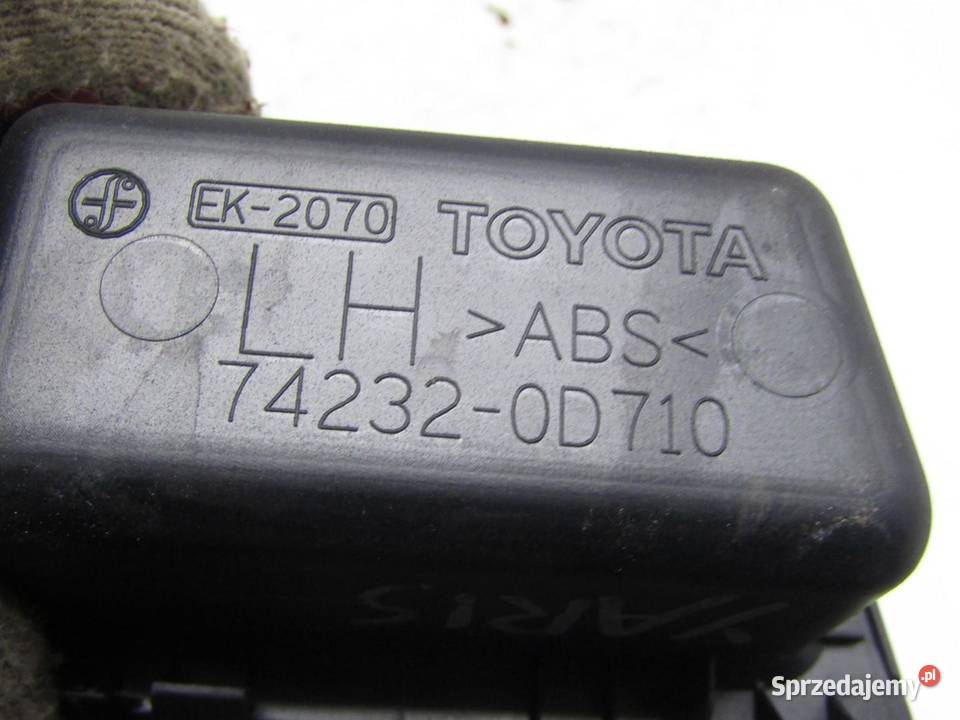 EK-2070 TOYOTA
LH >ABS<
74232-0D710
YARIS
Sprzedajemy.pl